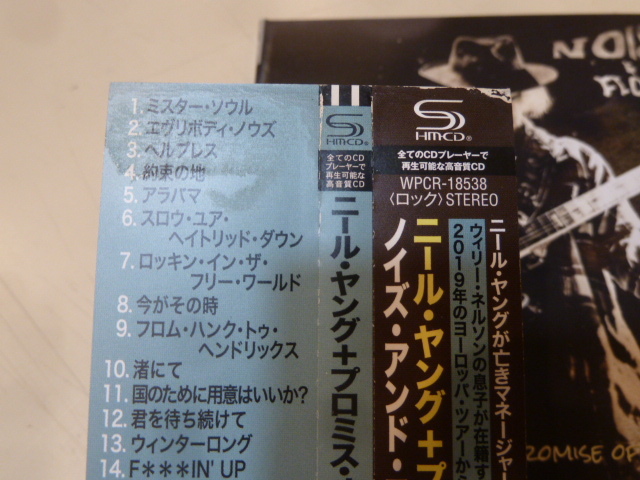 1. ミスター・ソウル
2. エヴリボディ・ノウズ
3. ヘルプレス
4. 約束の地
5. アラバマ
6. スロウ・ユア・
ヘイトリッド・ダウン
7. ロッキン・イン・ザ・
フリー・ワールド
8. 今がその時
9. フロム・ハンク・トゥ・
ヘンドリックス
10. 渚にて
11. 国のために用意はいいか?
12. 君を待ち続けて
13. ウィンターロング
14. F***IN' UP
HMCD®
全てのCD
プレーヤーで
再生可能な
高音質CD
ニール・ヤング+プロミス・
HMCD®
全てのCDプレーヤーで
再生可能な高音質CD
WPCR-18538
〈ロック〉STEREO
ニール・ヤングが亡きマネージャー
ウィリー・ネルソンの息子が在籍す
2019年のヨーロッパ・ツアーから
ニール・ヤング+プ
ノイズ・アンド・
NOIS
ROMISE OF